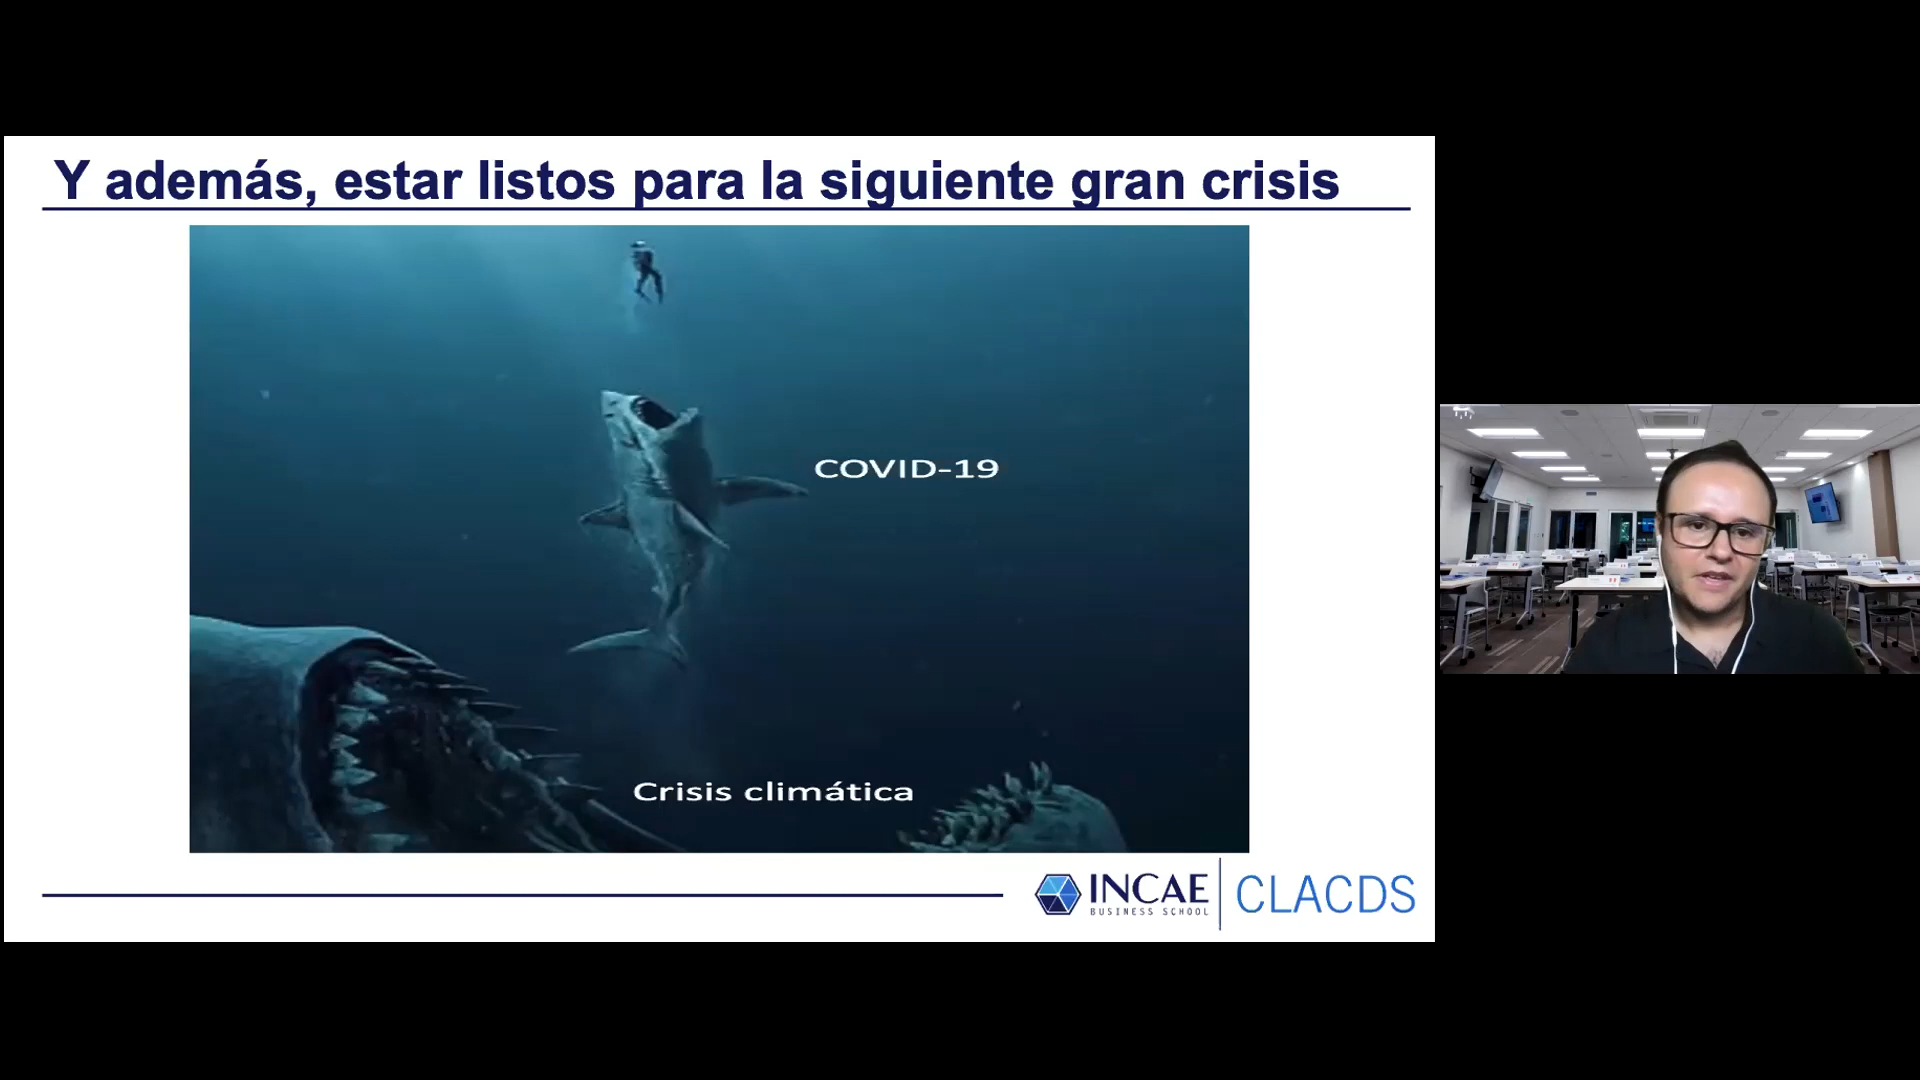 Y además, estar listos para la siguiente gran crisis
COVID-19
Crisis climática
INCAE
BUSINESS SCHOOL
CLACDS